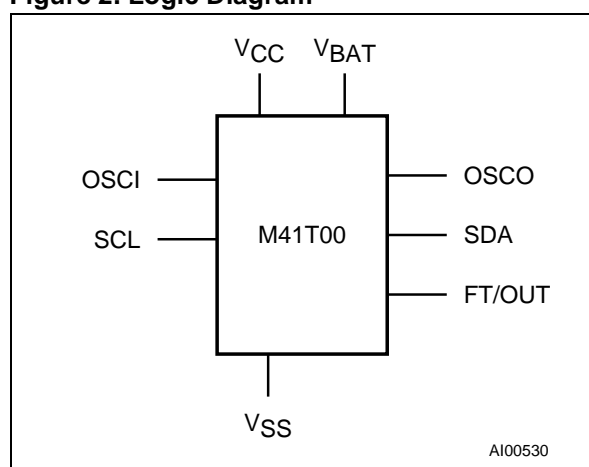 Figure 2. Logic Diagram
VCC VBAT
OSCI OSCO
SCL M41T00 SDA
FT/OUT
VSS
AI00530